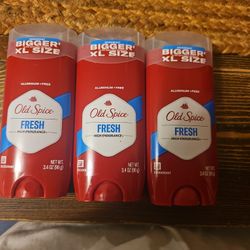 BIGGER*
XL SIZE
ALUMINUM-FREE
Old Spice
FRESH
HIGH ENDURANCE
NET WT.
3.4 OZ (96 g)
BIGGER*
XL SIZE
ALUMINUM-FREE
Old Spice
FRESH
HIGH ENDURANCE
NET WT.
3.4 OZ (96 g)
BIGGER*
XL SIZE
ALUMINUM-FREE
Old Spice
FRESH
HIGH ENDURANCE
NET WT.
3.4 OZ (96 g)